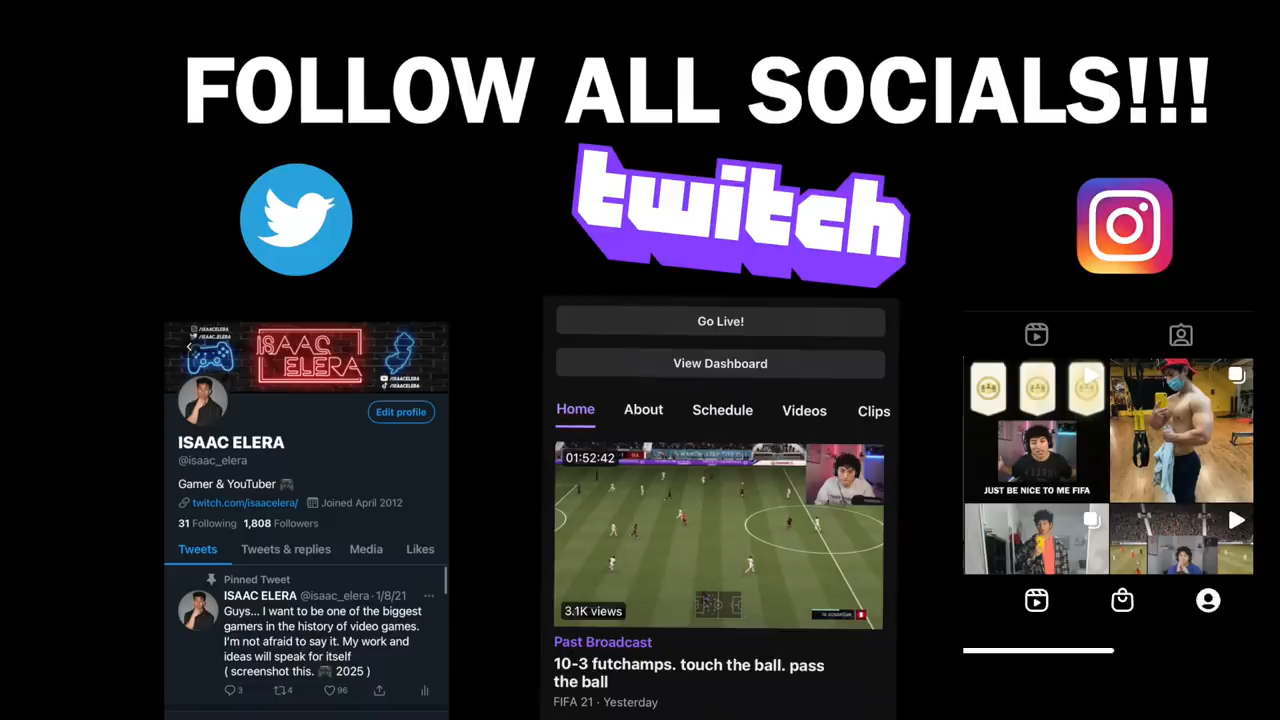 FOLLOW ALL SOCIALS!!!
twitch
/ISAACELERA
/ISAACELERA
ISAAC
ELERA
/ISAACELERA
/ISAACELERA
Edit profile
ISAAC ELERA
@isaac_elera
Gamer & YouTuber 🎮
twitch.com/isaacelera/ Joined April 2012
31 Following 1,808 Followers
Tweets Tweets & replies Media Likes
Pinned Tweet
ISAAC ELERA @isaac_elera · 1/8/21
Guys... I want to be one of the biggest
gamers in the history of video games.
I'm not afraid to say it. My work and
ideas will speak for itself
( screenshot this. 🎮 2025 )
3 4 96
Go Live!
View Dashboard
Home About Schedule Videos Clips
01:52:42
3.1K views
Past Broadcast
10-3 futchamps. touch the ball. pass
the ball
FIFA 21 · Yesterday
JUST BE NICE TO ME FIFA